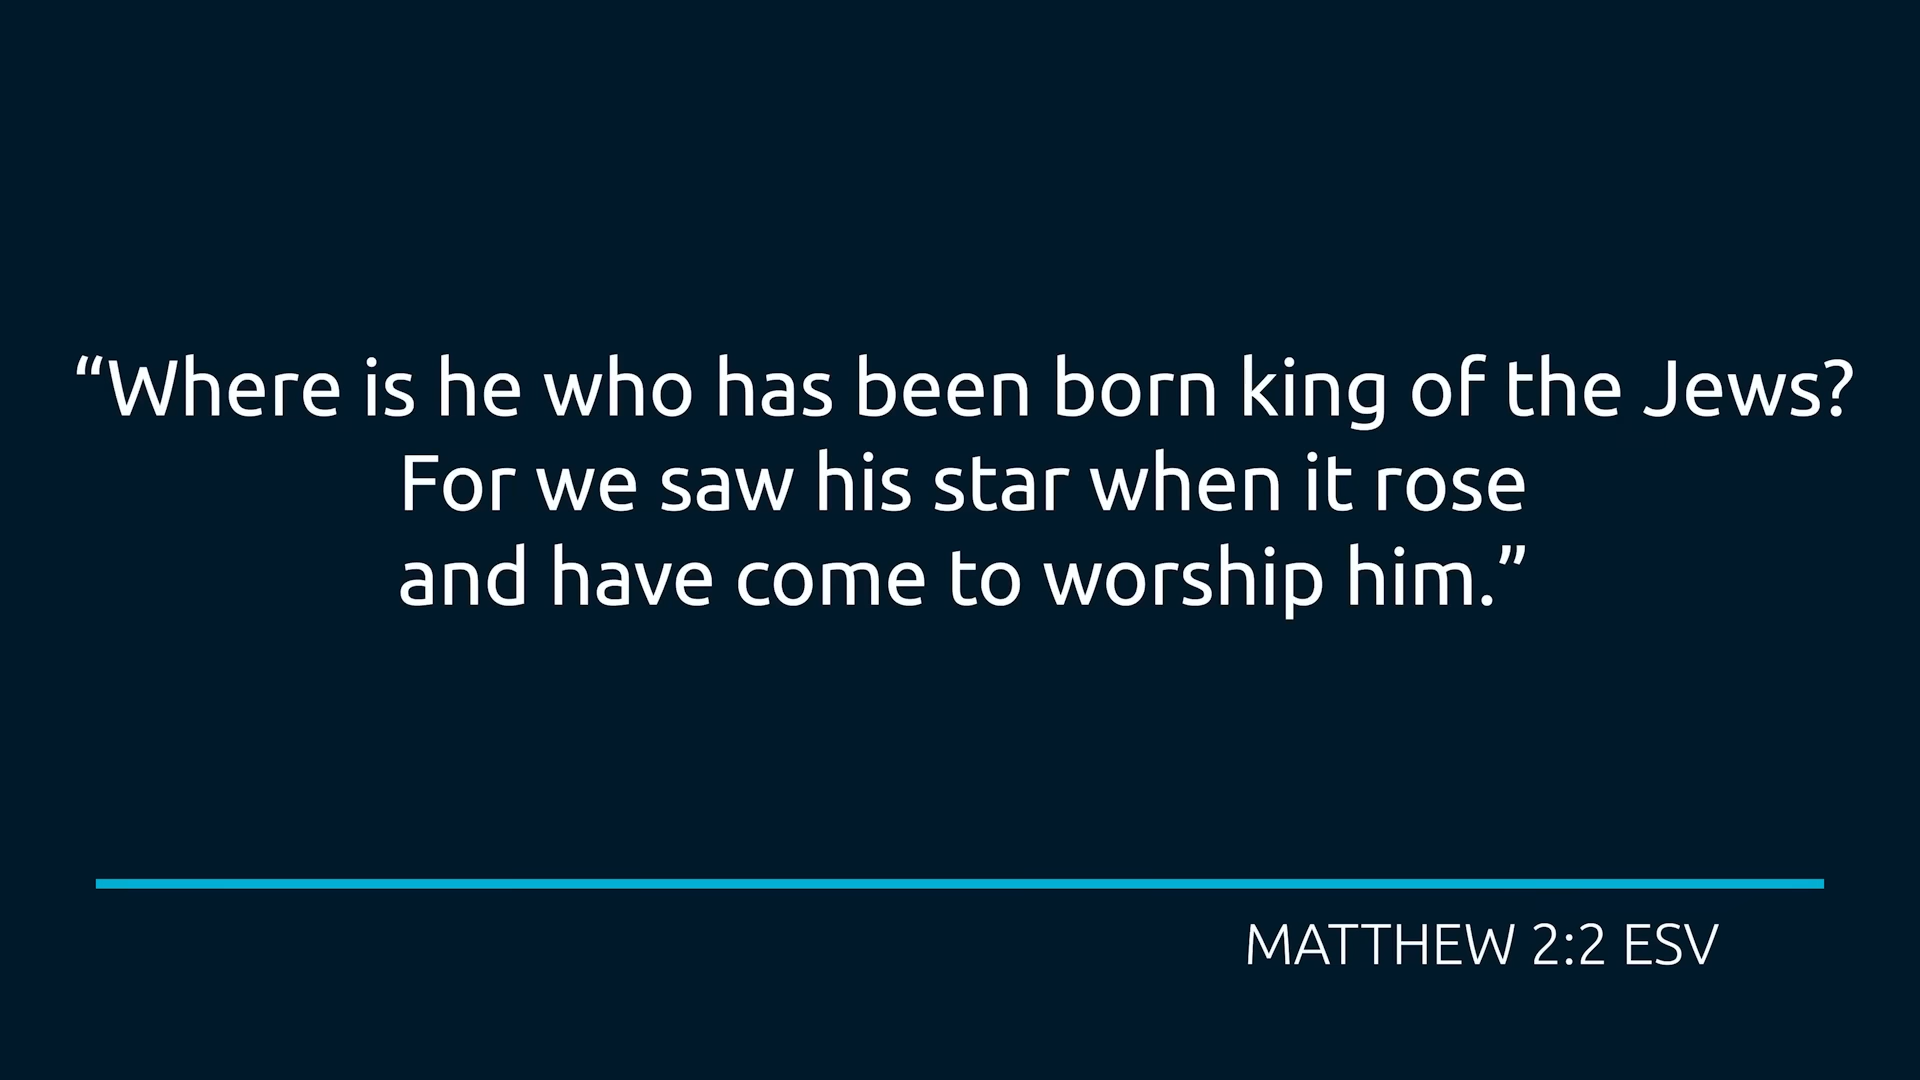 “Where is he who has been born king of the Jews?
For we saw his star when it rose
and have come to worship him.”
MATTHEW 2:2 ESV